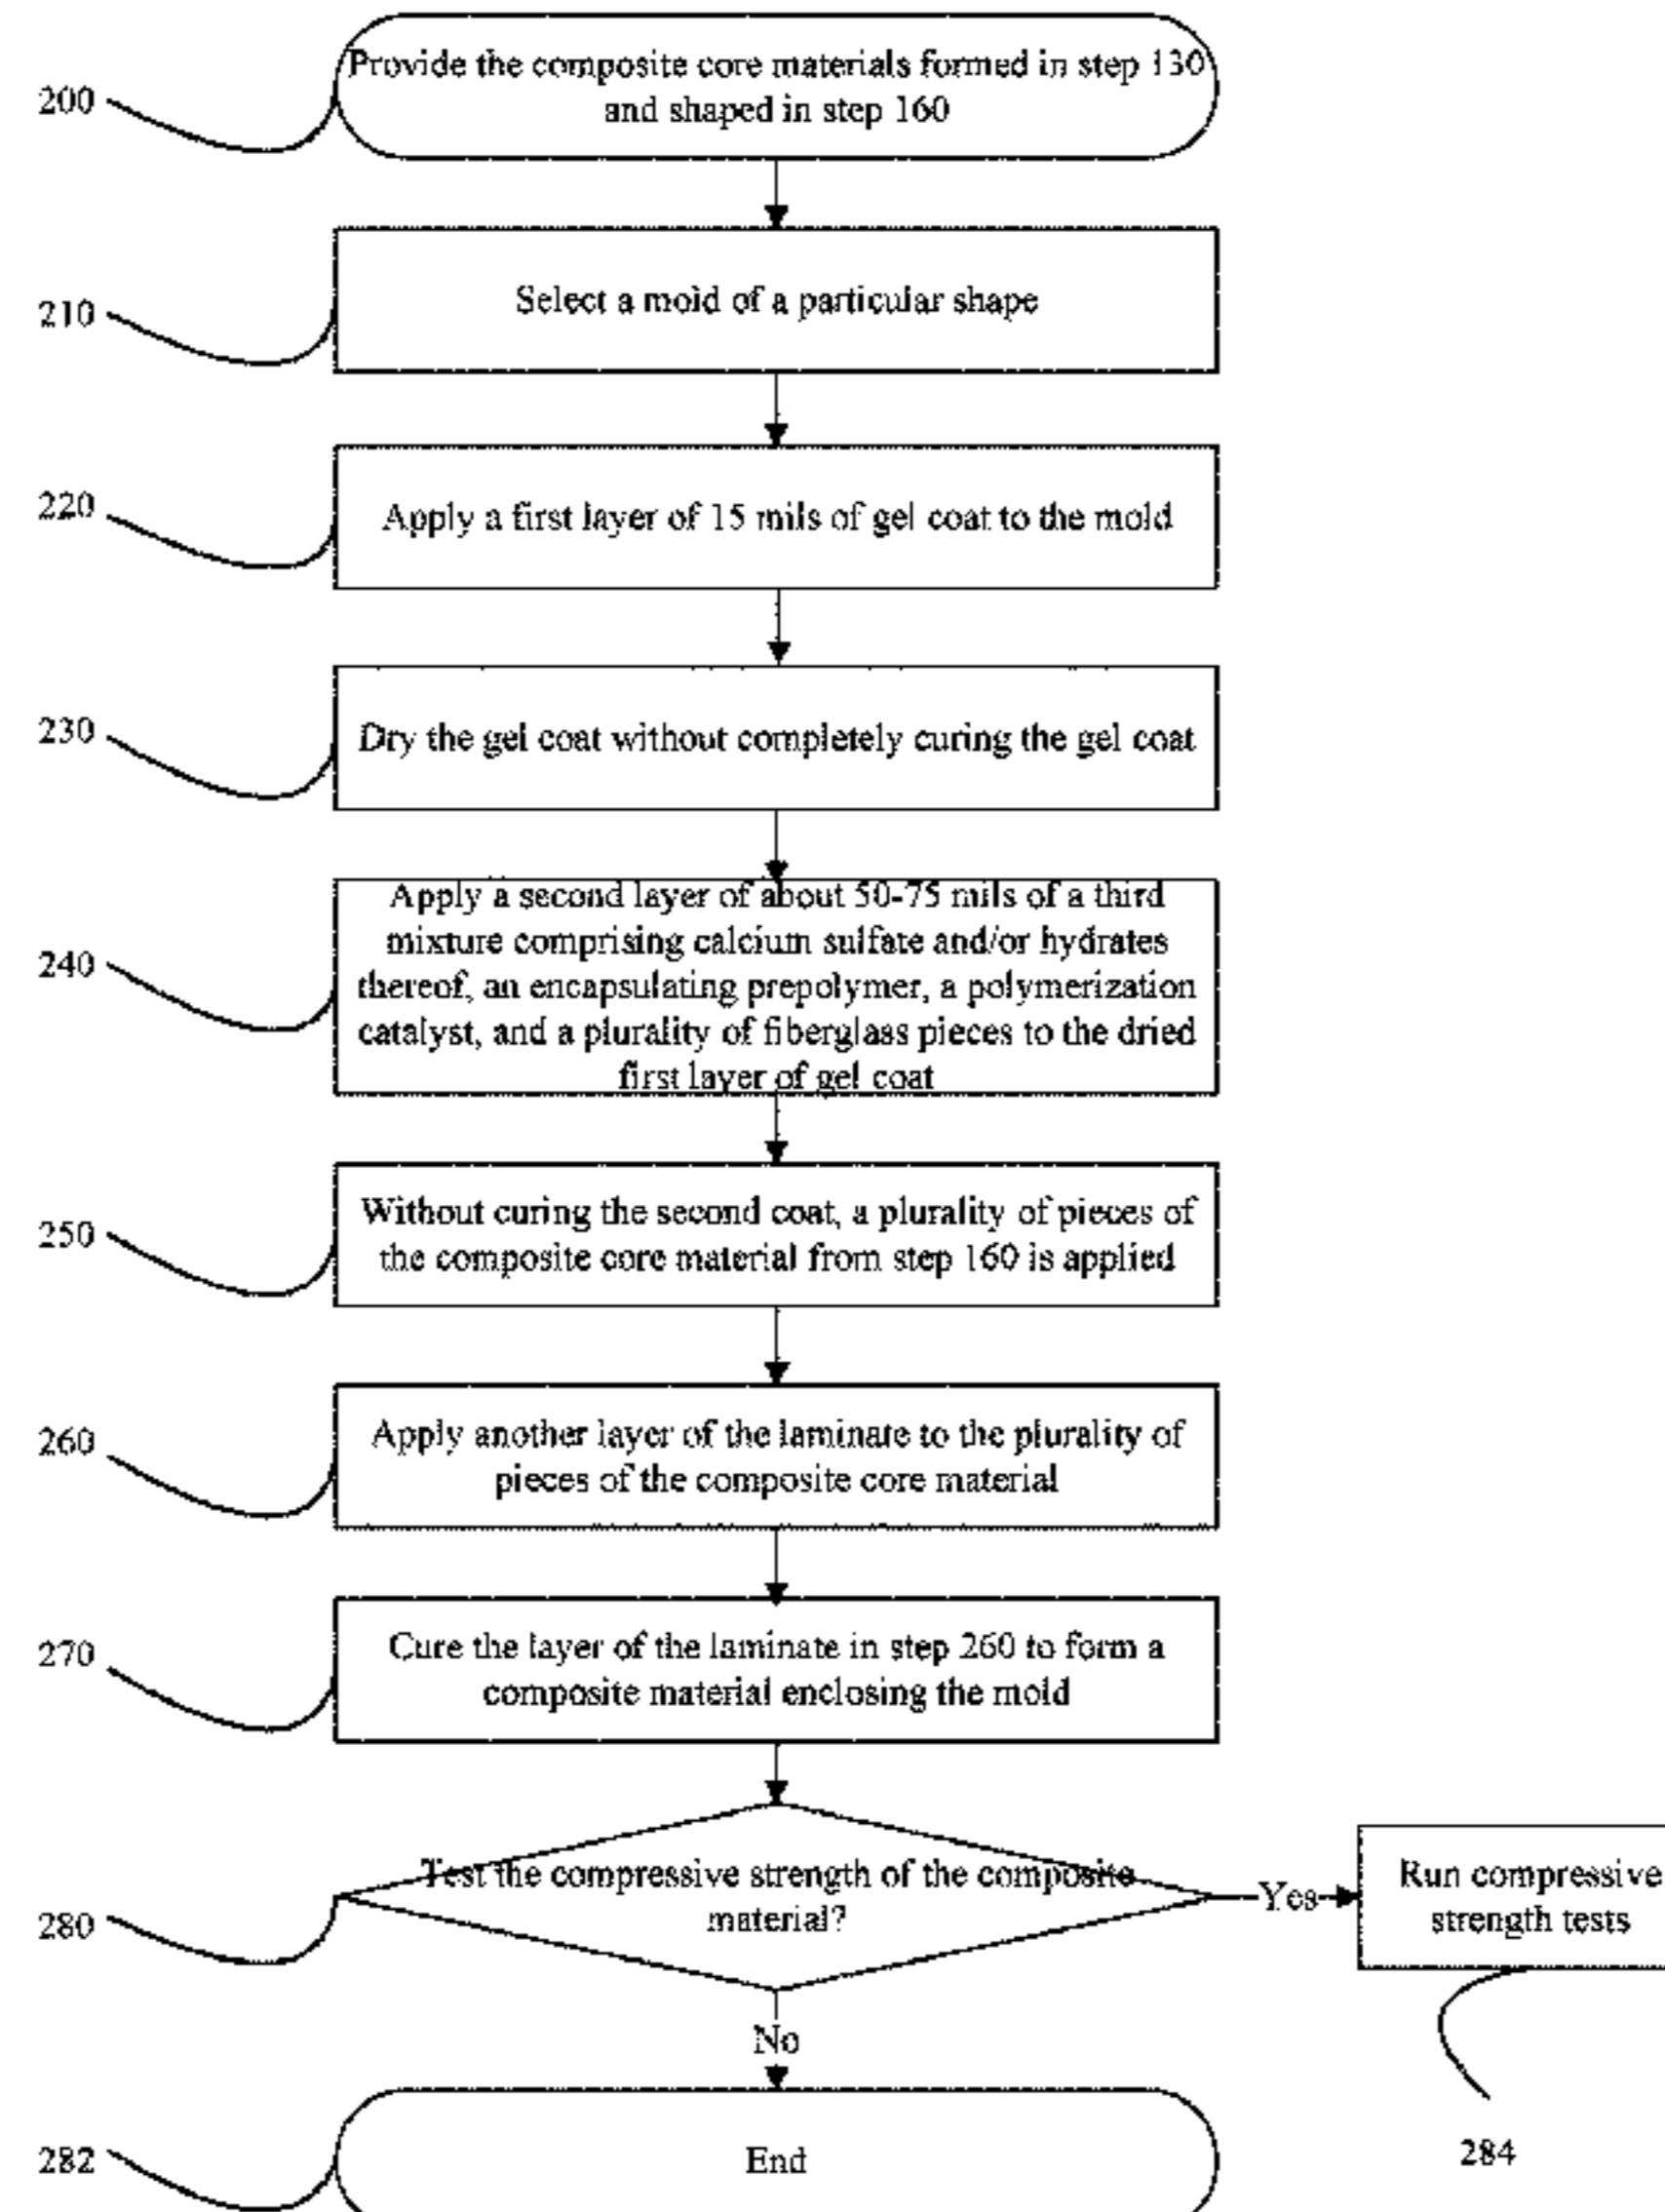 200
Provide the composite core materials formed in step 130
and shaped in step 160
210
Select a mold of a particular shape
220
Apply a first layer of 15 mils of gel coat to the mold
230
Dry the gel coat without completely curing the gel coat
240
Apply a second layer of about 50-75 mils of a third
mixture comprising calcium sulfate and/or hydrates
thereof, an encapsulating prepolymer, a polymerization
catalyst, and a plurality of fiberglass pieces to the dried
first layer of gel coat
250
Without curing the second coat, a plurality of pieces of
the composite core material from step 160 is applied
260
Apply another layer of the laminate to the plurality of
pieces of the composite core material
270
Cure the layer of the laminate in step 260 to form a
composite material enclosing the mold
280
Test the compressive strength of the composite
material?
Yes
Run compressive
strength tests
284
No
282
End